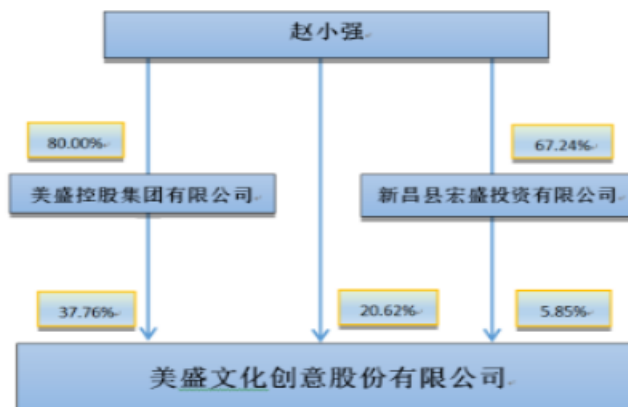 赵小强
80.00%
67.24%
美盛控股集团有限公司
新昌县宏盛投资有限公司
37.76%
20.62%
5.85%
美盛文化创意股份有限公司